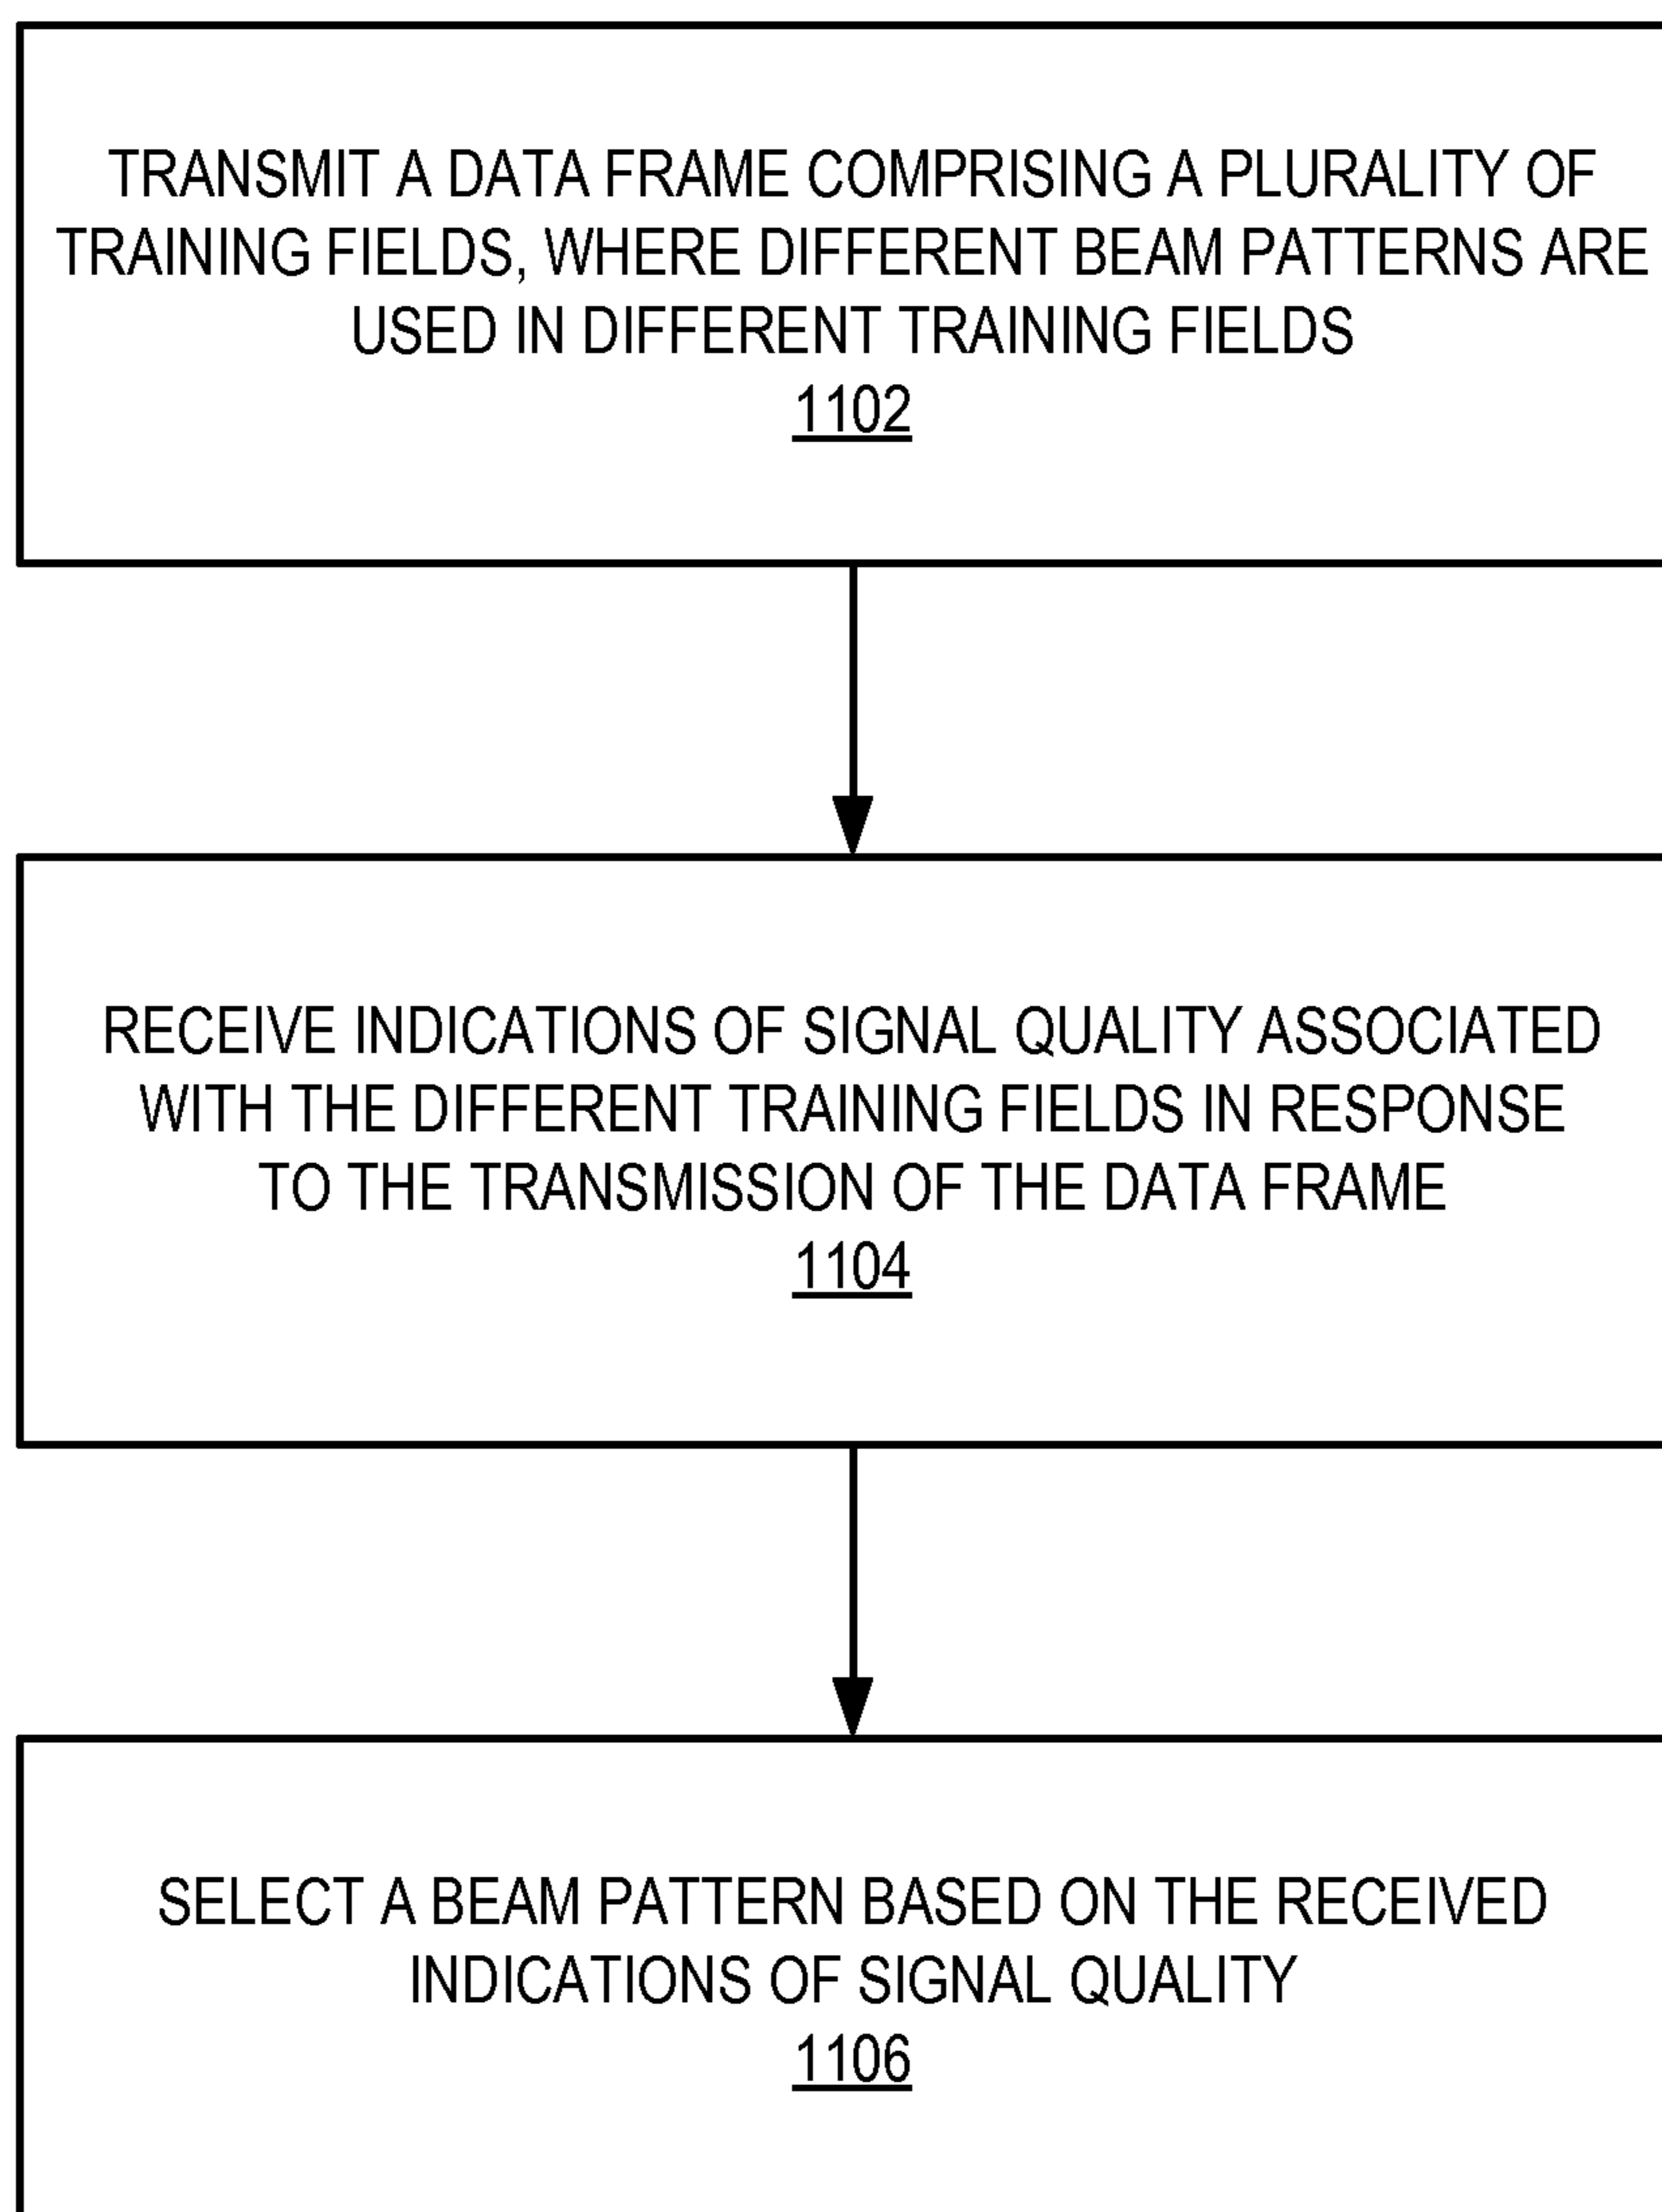 TRANSMIT A DATA FRAME COMPRISING A PLURALITY OF
TRAINING FIELDS, WHERE DIFFERENT BEAM PATTERNS ARE
USED IN DIFFERENT TRAINING FIELDS
1102
RECEIVE INDICATIONS OF SIGNAL QUALITY ASSOCIATED
WITH THE DIFFERENT TRAINING FIELDS IN RESPONSE
TO THE TRANSMISSION OF THE DATA FRAME
1104
SELECT A BEAM PATTERN BASED ON THE RECEIVED
INDICATIONS OF SIGNAL QUALITY
1106